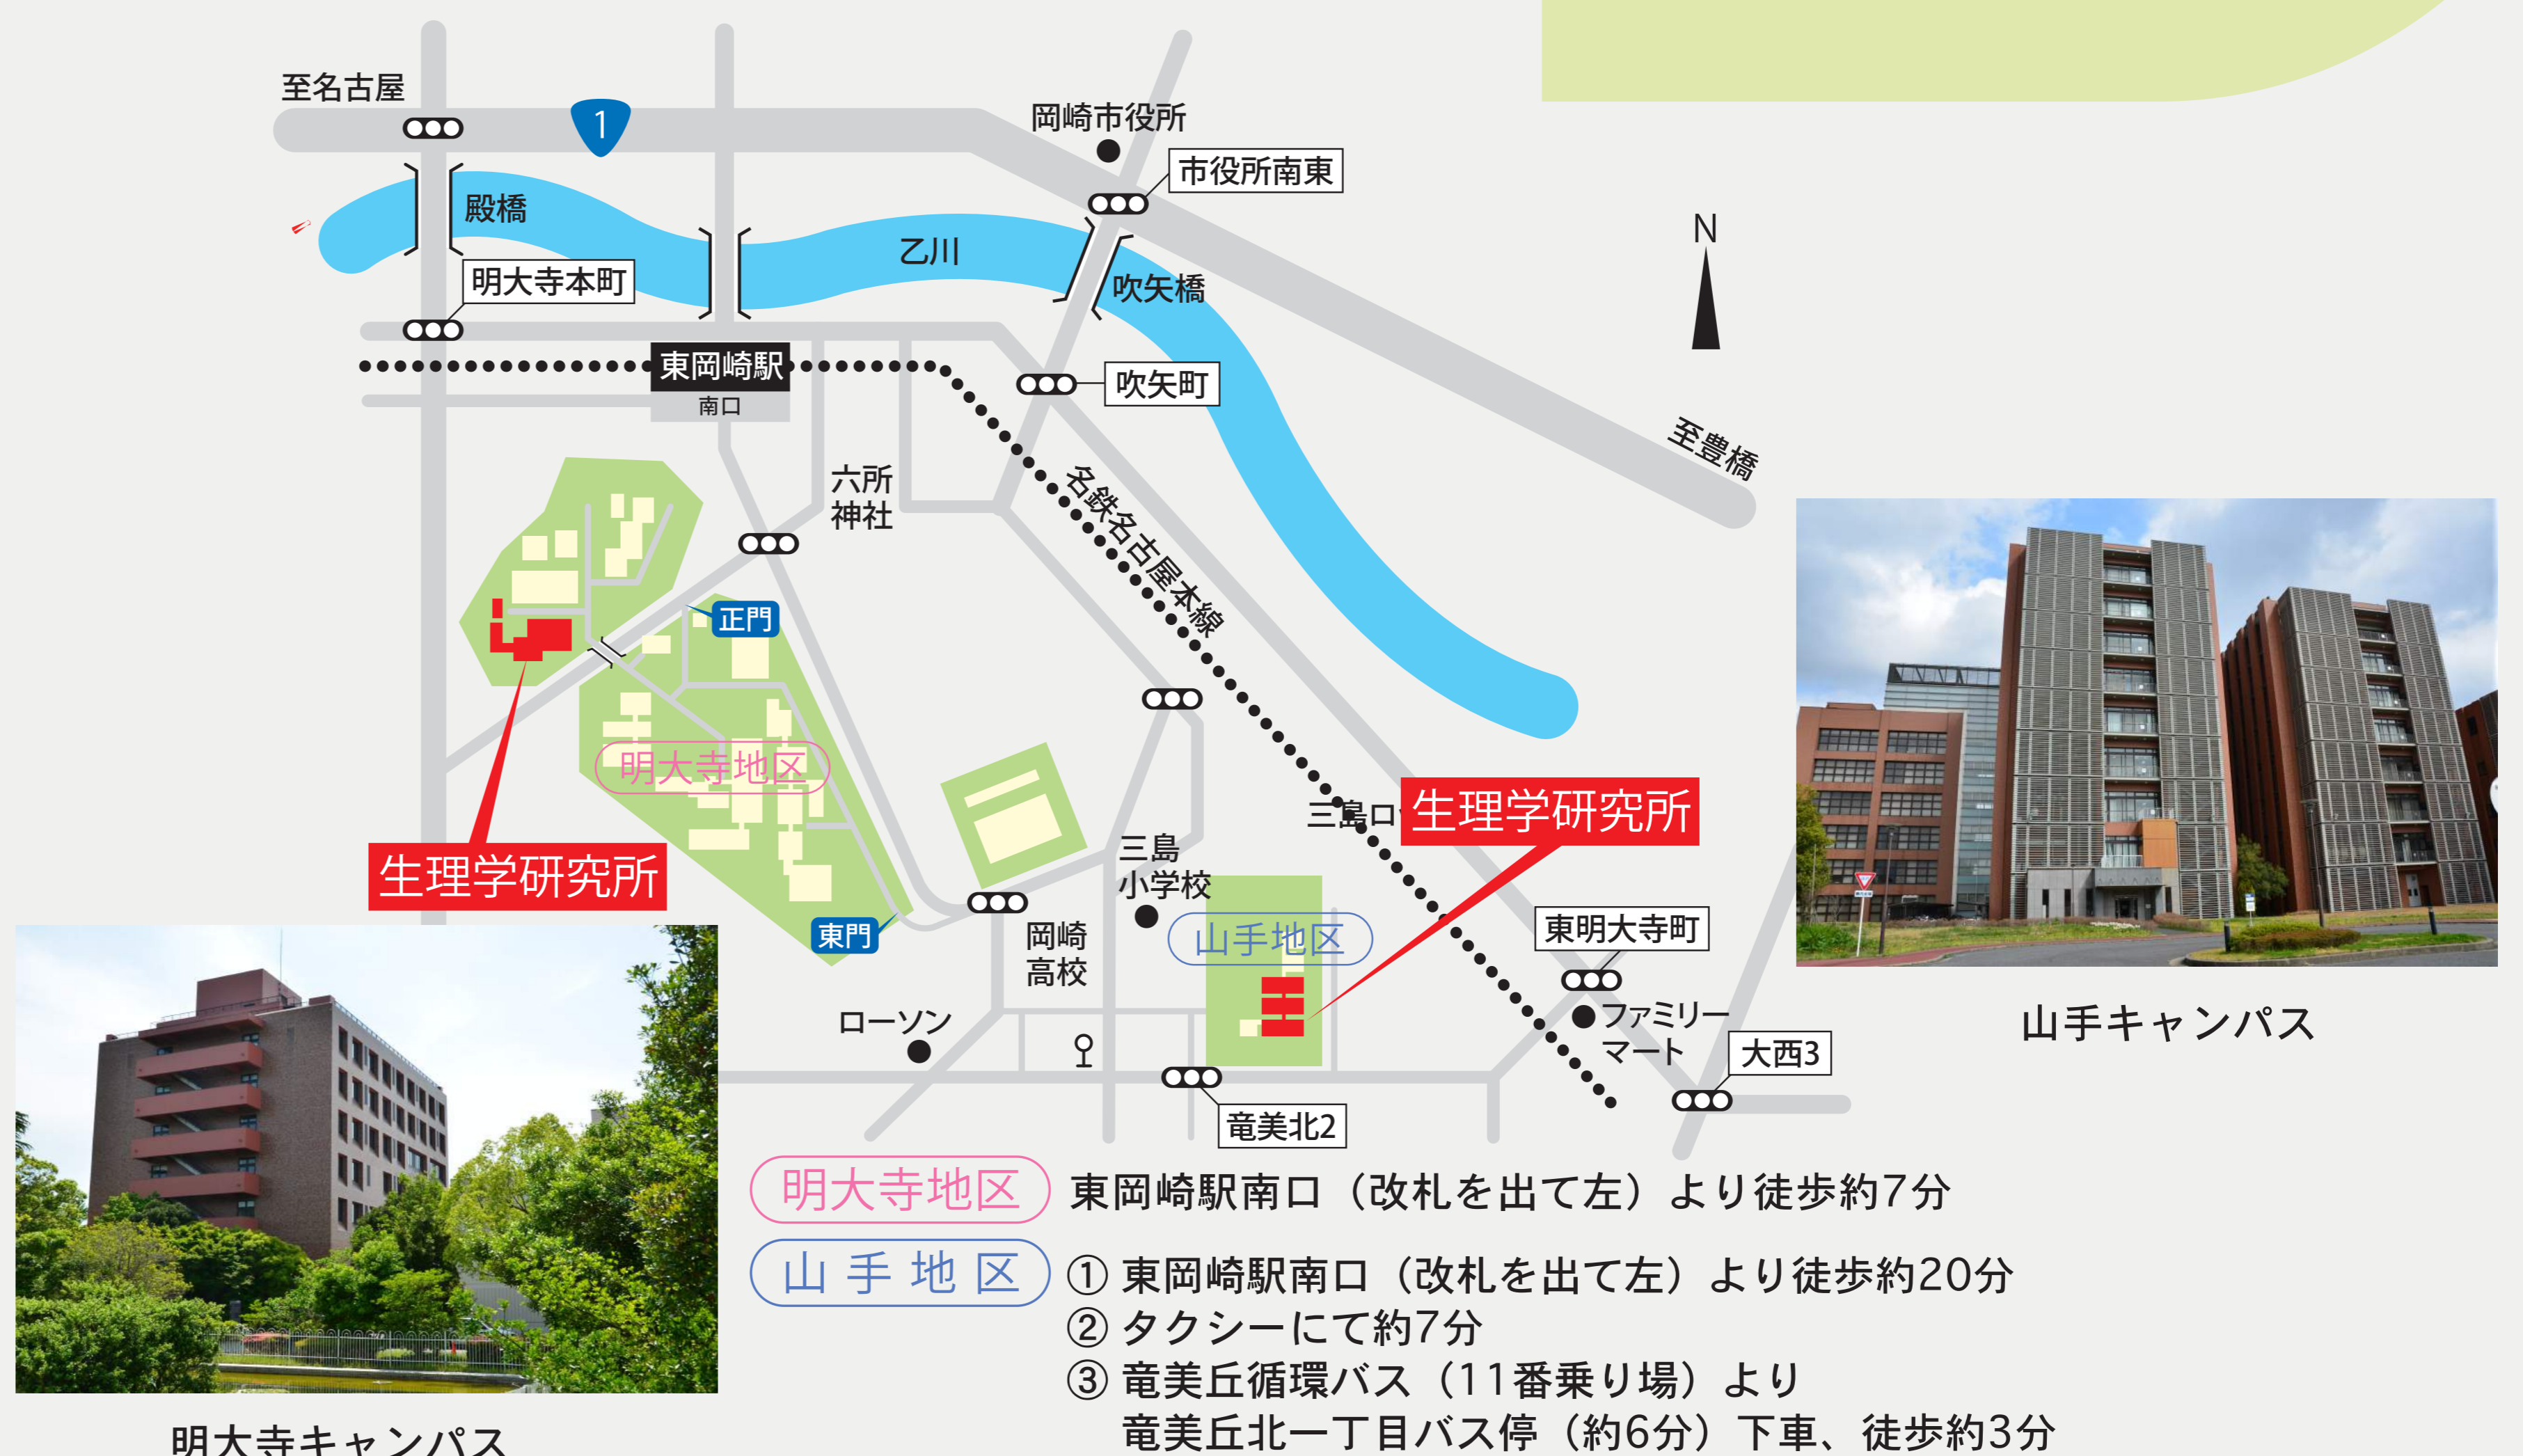 至名古屋
1
岡崎市役所
市役所南東
殿橋
乙川
N
明大寺本町
吹矢橋
東岡崎駅
南口
吹矢町
至豊橋
六所
神社
名鉄名古屋本線
正門
明大寺地区
三島ロ
生理学研究所
三島
小学校
生理学研究所
東門
岡崎
高校
山手地区
東明大寺町
ローソン
ファミリー
マート
大西3
山手キャンパス
竜美北2
明大寺地区 東岡崎駅南口（改札を出て左）より徒歩約7分
山手地区 ① 東岡崎駅南口（改札を出て左）より徒歩約20分
② タクシーにて約7分
③ 竜美丘循環バス（11番乗り場）より
竜美丘北一丁目バス停（約6分）下車、徒歩約3分
明大寺キャンパス